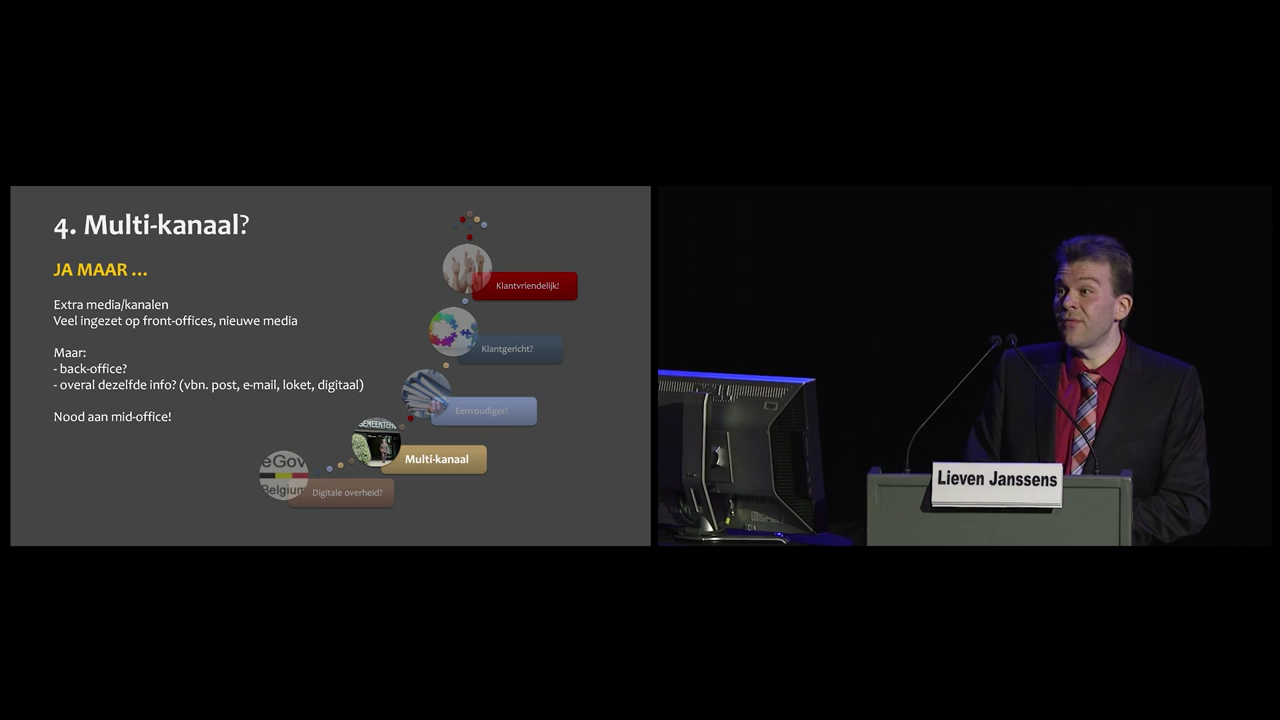 4. Multi-kanaal?
JA MAAR ...
Extra media/kanalen
Veel ingezet op front-offices, nieuwe media
Maar:
- back-office?
- overal dezelfde info? (vbn. post, e-mail, loket, digitaal)
Nood aan mid-office!
Klantvriendelijk!
Klantgericht?
Eenvoudiger?
GEMEENTEH
Multi-kanaal
eGov
Belgium
Digitale overheid?
Lieven Janssens